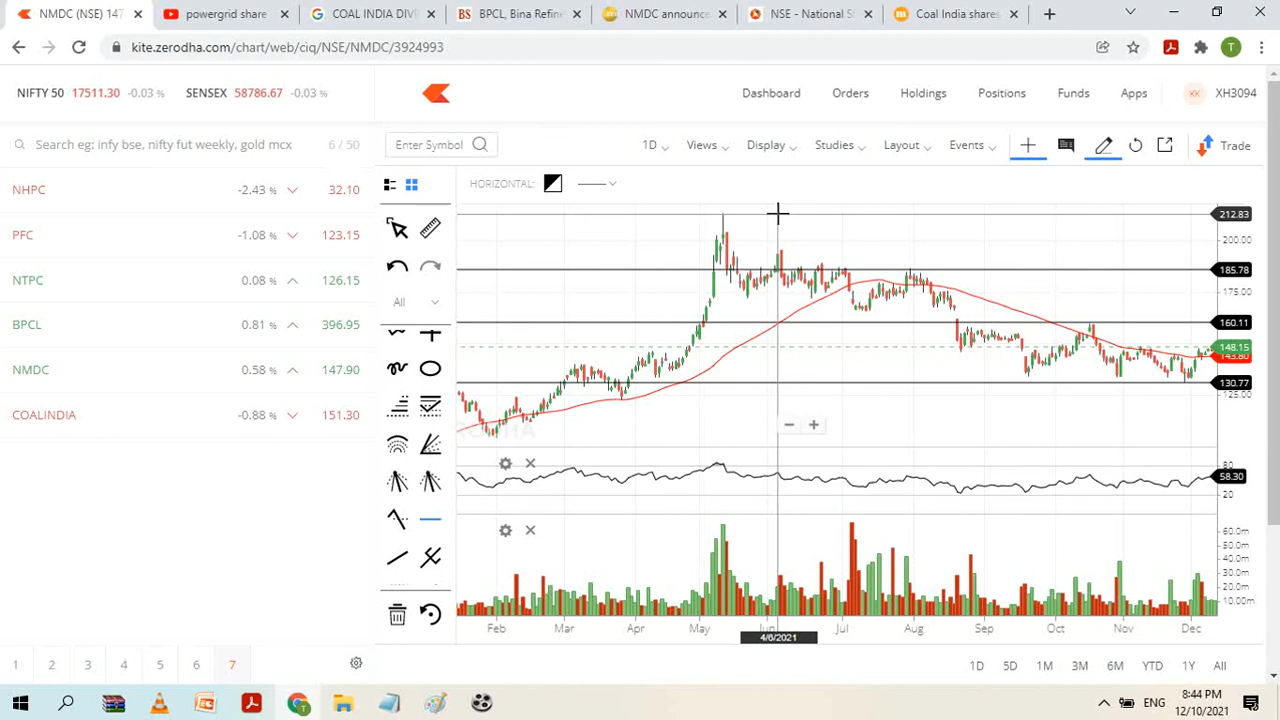 NMDC (NSE) 147
powergrid share
COAL INDIA DIVI
BPCL, Bina Refine
NMDC announce
NSE - National S
Coal India shares
kite.zerodha.com/chart/web/ciq/NSE/NMDC/3924993
T
NIFTY 50 17511.30 -0.03 % SENSEX 58786.67 -0.03 %
Dashboard Orders Holdings Positions Funds Apps KK XH3094
Search eg: infy bse, nifty fut weekly, gold mcx 6 / 50
Enter Symbol 1D Views Display Studies Layout Events Trade
NHPC -2.43 % 32.10
PFC -1.08 % 123.15
NTPC 0.08 % 126.15
BPCL 0.81 % 396.95
NMDC 0.58 % 147.90
COALINDIA -0.88 % 151.30
HORIZONTAL:
All
212.83
200.00
185.78
175.00
160.11
148.15
143.80
130.77
125.00
80
58.30
20
60.0m
50.0m
40.0m
30.0m
20.0m
10.00m
Feb Mar Apr May Jun Jul Aug Sep Oct Nov Dec
4/6/2021
1 2 3 4 5 6 7
1D 5D 1M 3M 6M YTD 1Y All
ENG
8:44 PM
12/10/2021